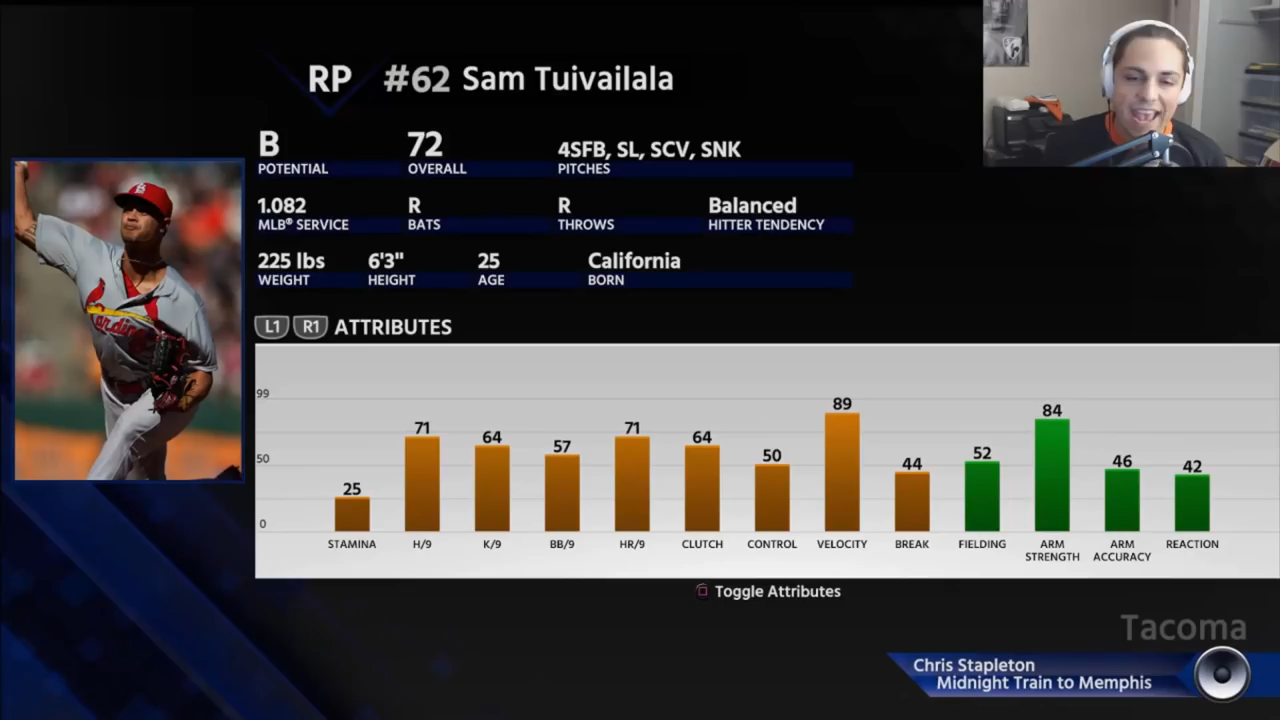 RP #62 Sam Tuivailala
B 72 4SFB, SL, SCV, SNK
POTENTIAL OVERALL PITCHES
1.082 R R Balanced
MLB® SERVICE BATS THROWS HITTER TENDENCY
225 lbs 6'3" 25 California
WEIGHT HEIGHT AGE BORN
L1 R1 ATTRIBUTES
99
50
0
25 71 64 57 71 64 50 89 44 52 84 46 42
STAMINA H/9 K/9 BB/9 HR/9 CLUTCH CONTROL VELOCITY BREAK FIELDING ARM STRENGTH ARM ACCURACY REACTION
Toggle Attributes
Tacoma
Chris Stapleton
Midnight Train to Memphis